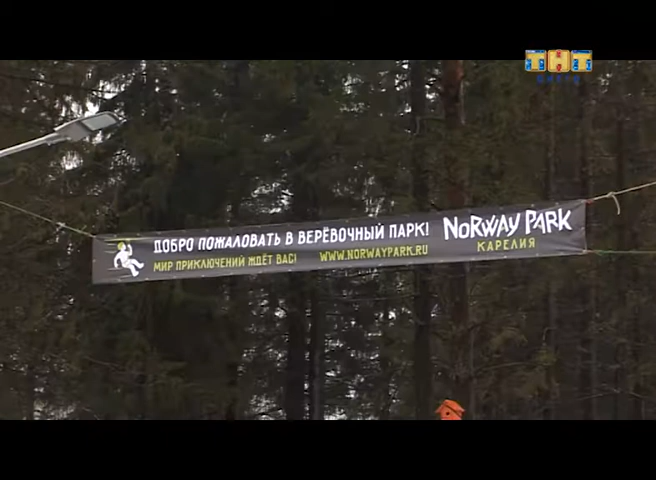 ТНТ
ДОБРО ПОЖАЛОВАТЬ В ВЕРЁВОЧНЫЙ ПАРК!
МИР ПРИКЛЮЧЕНИЙ ЖДЁТ ВАС! WWW.NORWAYPARK.RU
NORWAY PARK
КАРЕЛИЯ